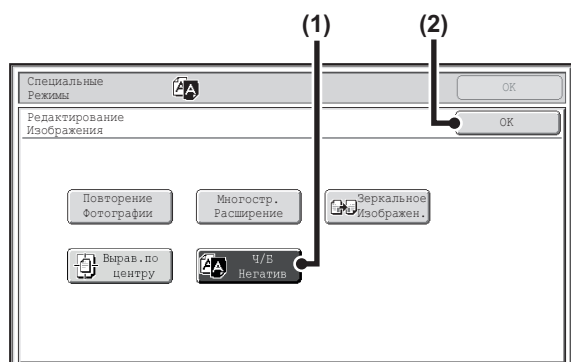 (1) (2)
Специальные
Режимы
OK
Редактирование
Изображения
OK
Повторение
Фотографии
Многостр.
Расширение
Зеркальное
Изображен.
Вырав.по
центру
Ч/Б
Негатив